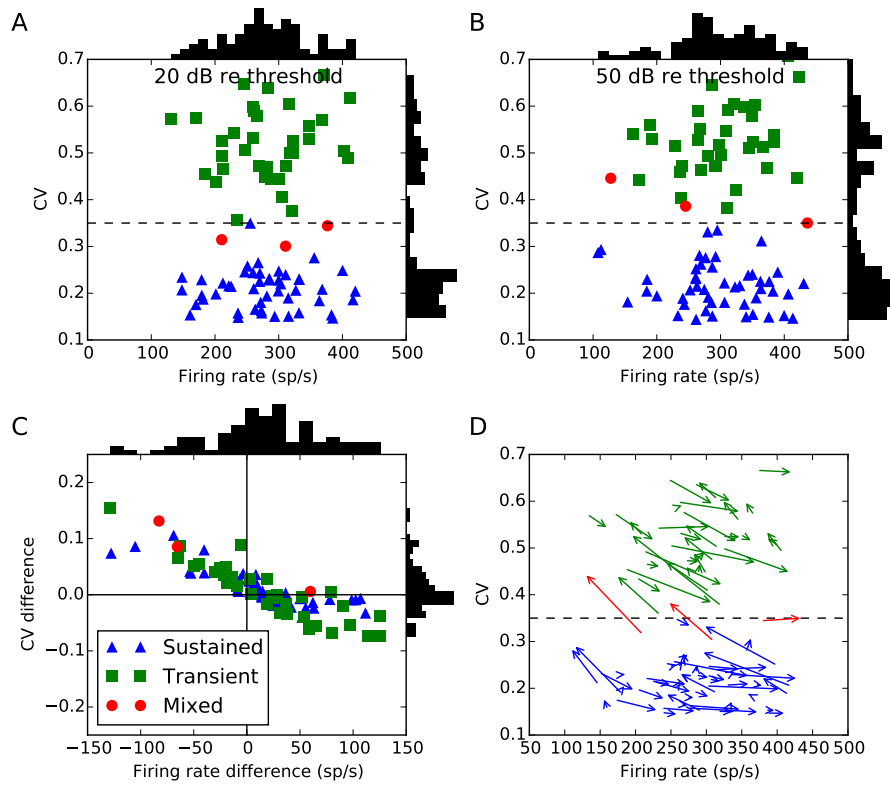 A
20 dB re threshold
CV
0.7
0.6
0.5
0.4
0.3
0.2
0.1
0 100 200 300 400 500
Firing rate (sp/s)
B
50 dB re threshold
CV
0.7
0.6
0.5
0.4
0.3
0.2
0.1
0 100 200 300 400 500
Firing rate (sp/s)
C
CV difference
0.2
0.1
0.0
−0.1
−0.2
Sustained
Transient
Mixed
−150 −100 −50 0 50 100 150
Firing rate difference (sp/s)
D
CV
0.7
0.6
0.5
0.4
0.3
0.2
0.1
50 100 150 200 250 300 350 400 450 500
Firing rate (sp/s)